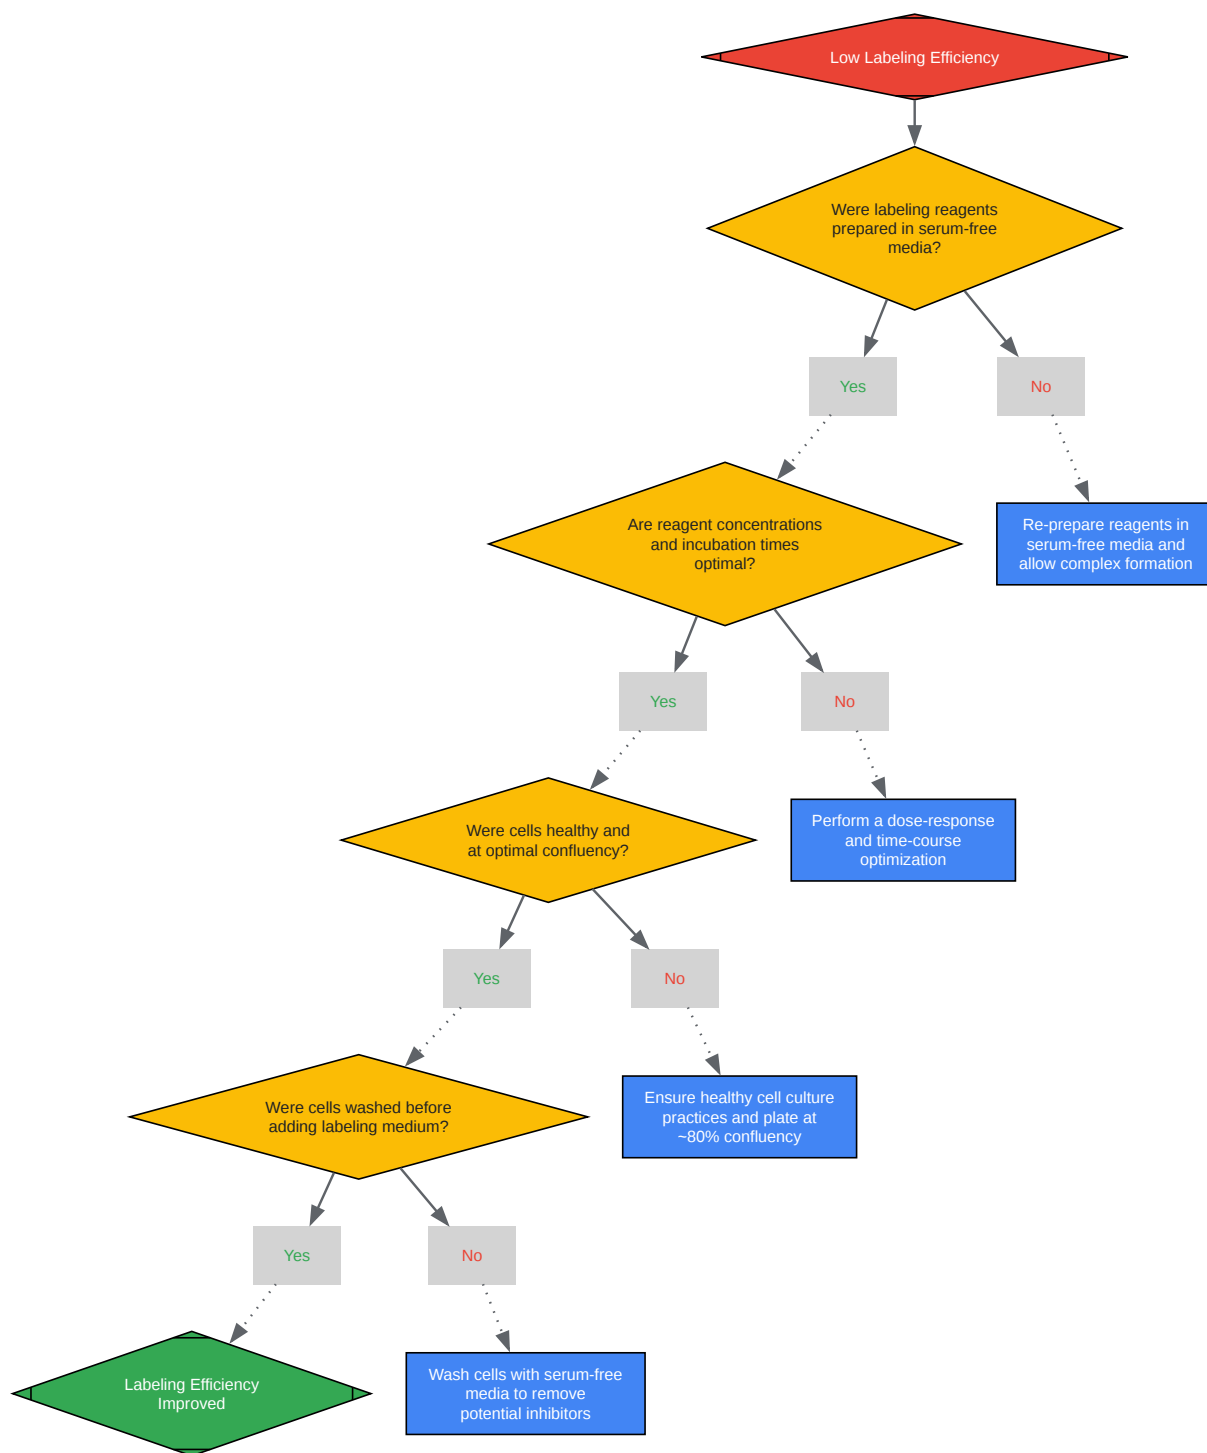 Low Labeling Efficiency
Were labeling reagents
prepared in serum-free
media?
Yes
No
Are reagent concentrations
and incubation times
optimal?
Re-prepare reagents in
serum-free media and
allow complex formation
Yes
No
Were cells healthy and
at optimal confluency?
Perform a dose-response
and time-course
optimization
Yes
No
Were cells washed before
adding labeling medium?
Ensure healthy cell culture
practices and plate at
~80% confluency
Yes
No
Labeling Efficiency
Improved
Wash cells with serum-free
media to remove
potential inhibitors